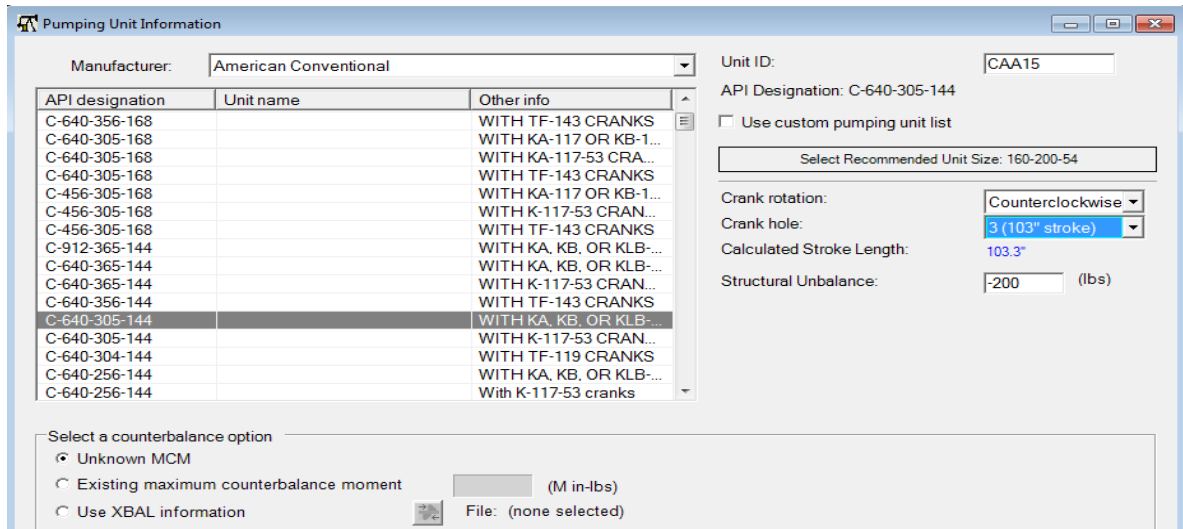 Pumping Unit Information
Manufacturer: American Conventional
API designation Unit name Other info
C-640-356-168 WITH TF-143 CRANKS
C-640-305-168 WITH KA-117 OR KB-1...
C-640-305-168 WITH KA-117-53 CRA...
C-640-305-168 WITH TF-143 CRANKS
C-456-305-168 WITH KA-117 OR KB-1...
C-456-305-168 WITH K-117-53 CRAN...
C-456-305-168 WITH TF-143 CRANKS
C-912-365-144 WITH KA, KB, OR KLB-...
C-640-365-144 WITH KA, KB, OR KLB-...
C-640-365-144 WITH K-117-53 CRAN...
C-640-356-144 WITH TF-143 CRANKS
C-640-305-144 WITH KA, KB, OR KLB-...
C-640-305-144 WITH K-117-53 CRAN...
C-640-304-144 WITH TF-119 CRANKS
C-640-256-144 WITH KA, KB, OR KLB-...
C-640-256-144 With K-117-53 cranks
Unit ID: CAA15
API Designation: C-640-305-144
Use custom pumping unit list
Select Recommended Unit Size: 160-200-54
Crank rotation: Counterclockwise
Crank hole: 3 (103" stroke)
Calculated Stroke Length: 103.3"
Structural Unbalance: -200 (lbs)
Select a counterbalance option
Unknown MCM
Existing maximum counterbalance moment (M in-lbs)
Use XBAL information File: (none selected)